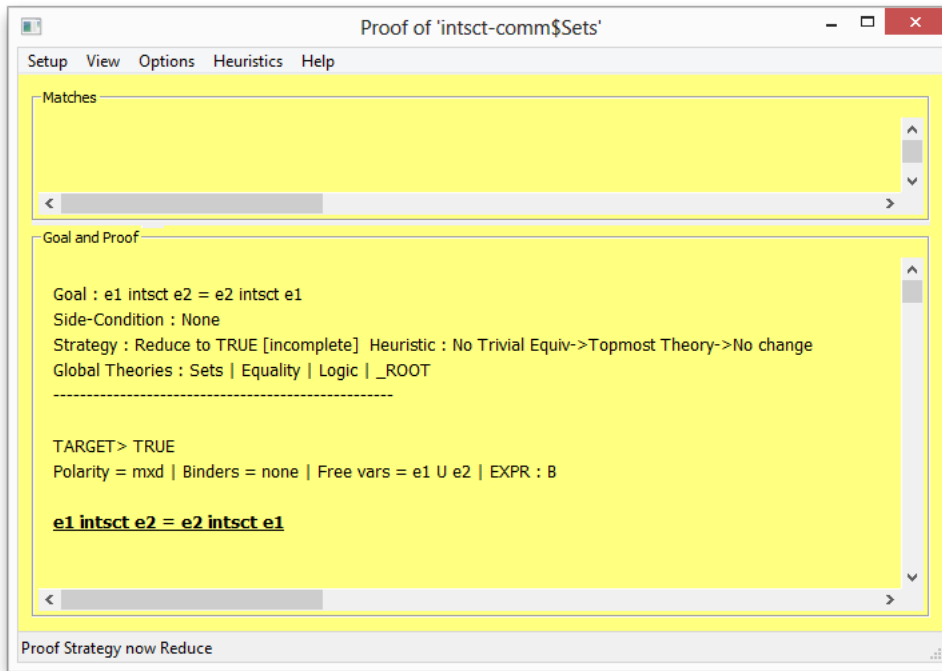 Proof of 'intsct-comm$Sets'
Setup View Options Heuristics Help
Matches
Goal and Proof
Goal : e1 intsct e2 = e2 intsct e1
Side-Condition : None
Strategy : Reduce to TRUE [incomplete] Heuristic : No Trivial Equiv->Topmost Theory->No change
Global Theories : Sets | Equality | Logic | _ROOT
---------------------------------------------------
TARGET> TRUE
Polarity = mxd | Binders = none | Free vars = e1 U e2 | EXPR : B
e1 intsct e2 = e2 intsct e1
Proof Strategy now Reduce